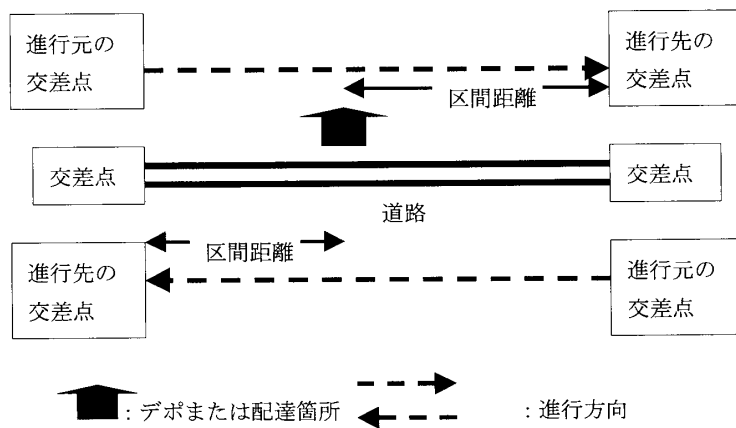 進行元の
交差点
進行先の
交差点
区間距離
交差点
交差点
道路
区間距離
進行先の
交差点
進行元の
交差点
：デポまたは配達箇所
：進行方向